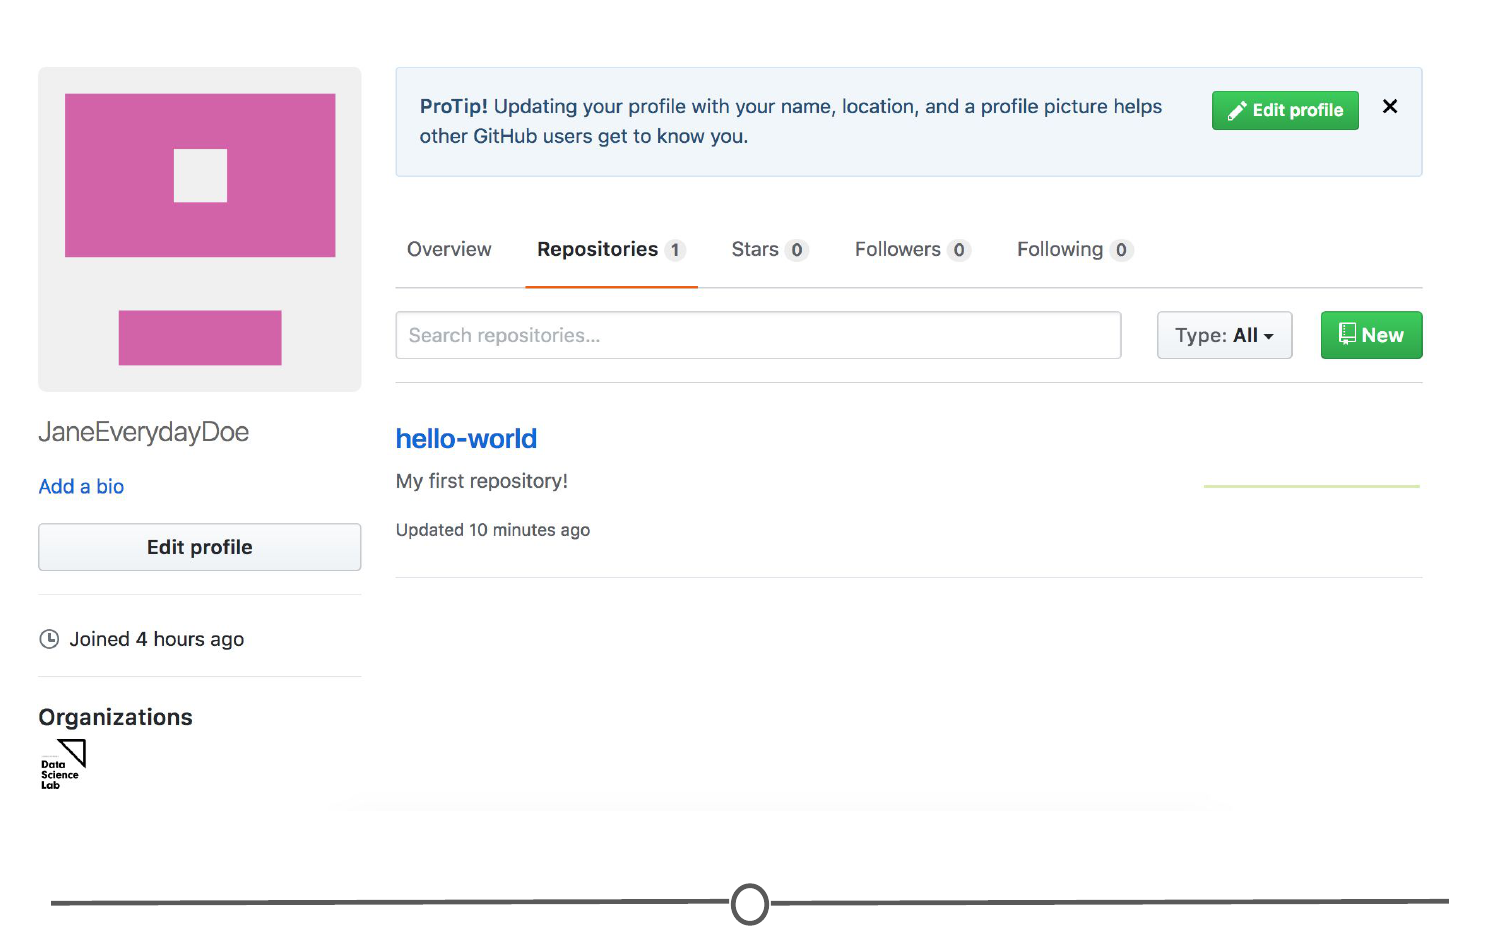 ProTip! Updating your profile with your name, location, and a profile picture helps
other GitHub users get to know you.
Edit profile
Overview
Repositories 1
Stars 0
Followers 0
Following 0
Search repositories...
Type: All
New
hello-world
My first repository!
Updated 10 minutes ago
JaneEverydayDoe
Add a bio
Edit profile
Joined 4 hours ago
Organizations
Data
Science
Lab